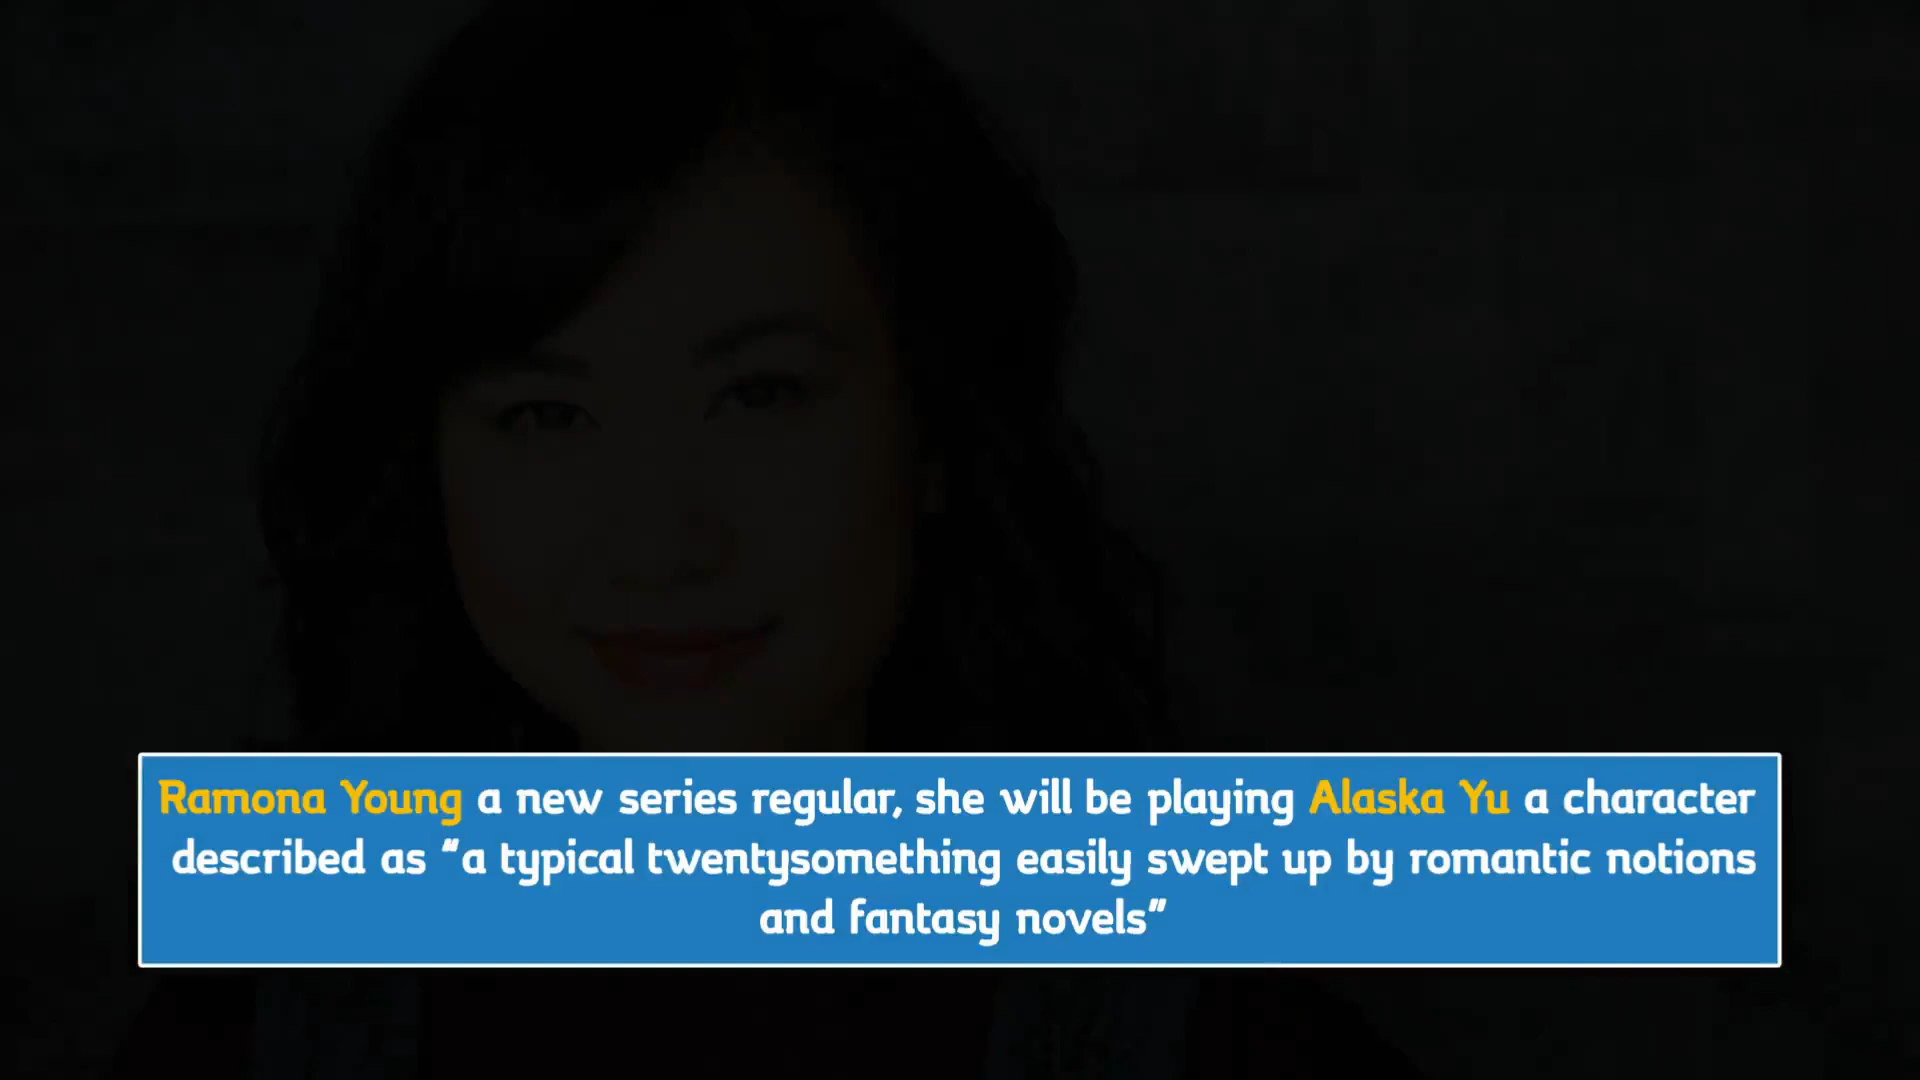 Ramona Young a new series regular, she will be playing Alaska Yu a character
described as “a typical twentysomething easily swept up by romantic notions
and fantasy novels”